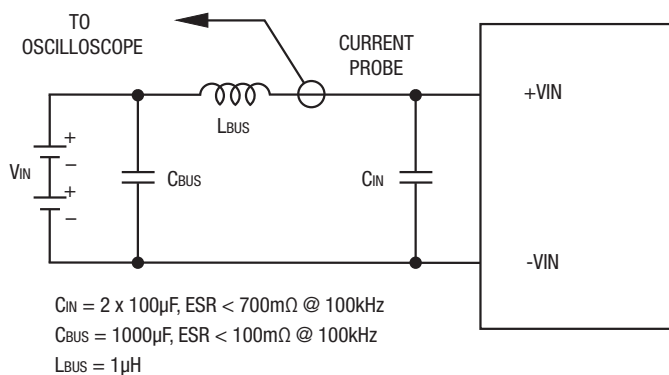 TO
OSCILLOSCOPE
CURRENT
PROBE
+VIN
LBUS
VIN
+
−
+
−
CBUS
CIN
-VIN
CIN = 2 x 100µF, ESR < 700mΩ @ 100kHz
CBUS = 1000µF, ESR < 100mΩ @ 100kHz
LBUS = 1µH